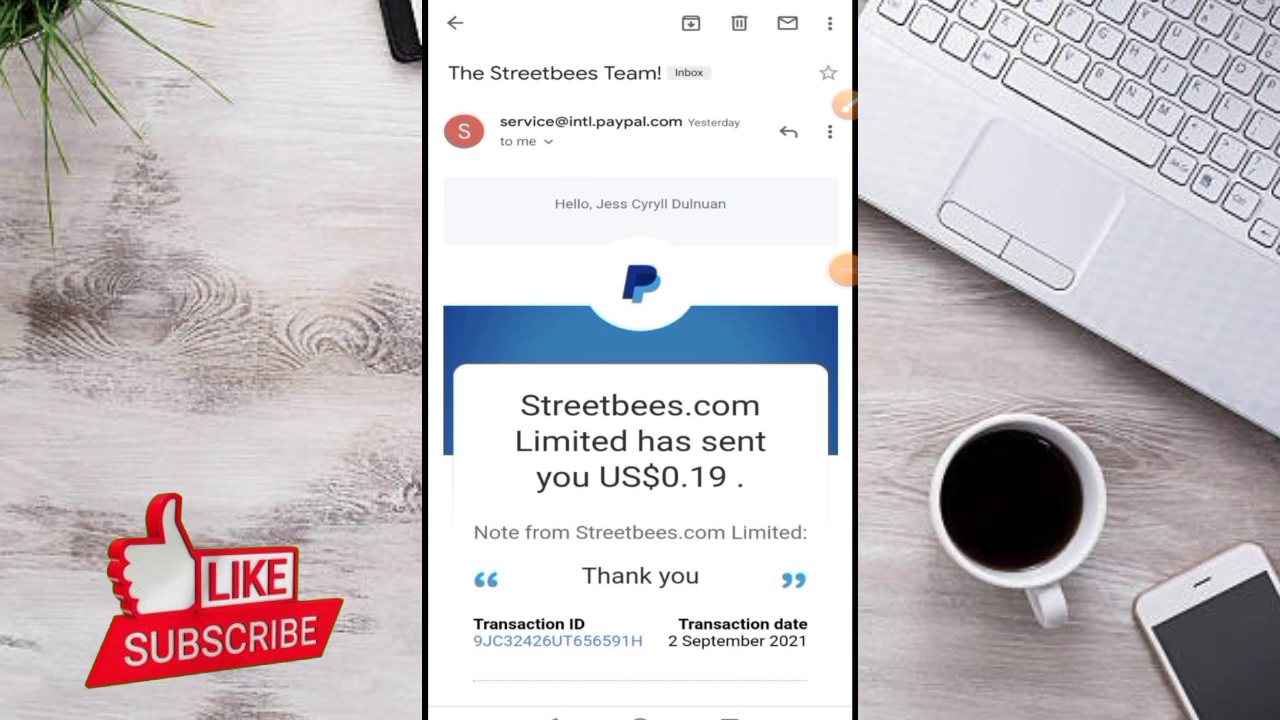 The Streetbees Team! Inbox
S
service@intl.paypal.com Yesterday
to me
Hello, Jess Cyryll Dulnuan
Streetbees.com
Limited has sent
you US$0.19 .
Note from Streetbees.com Limited:
“ Thank you ”
Transaction ID Transaction date
9JC32426UT656591H 2 September 2021
LIKE
SUBSCRIBE